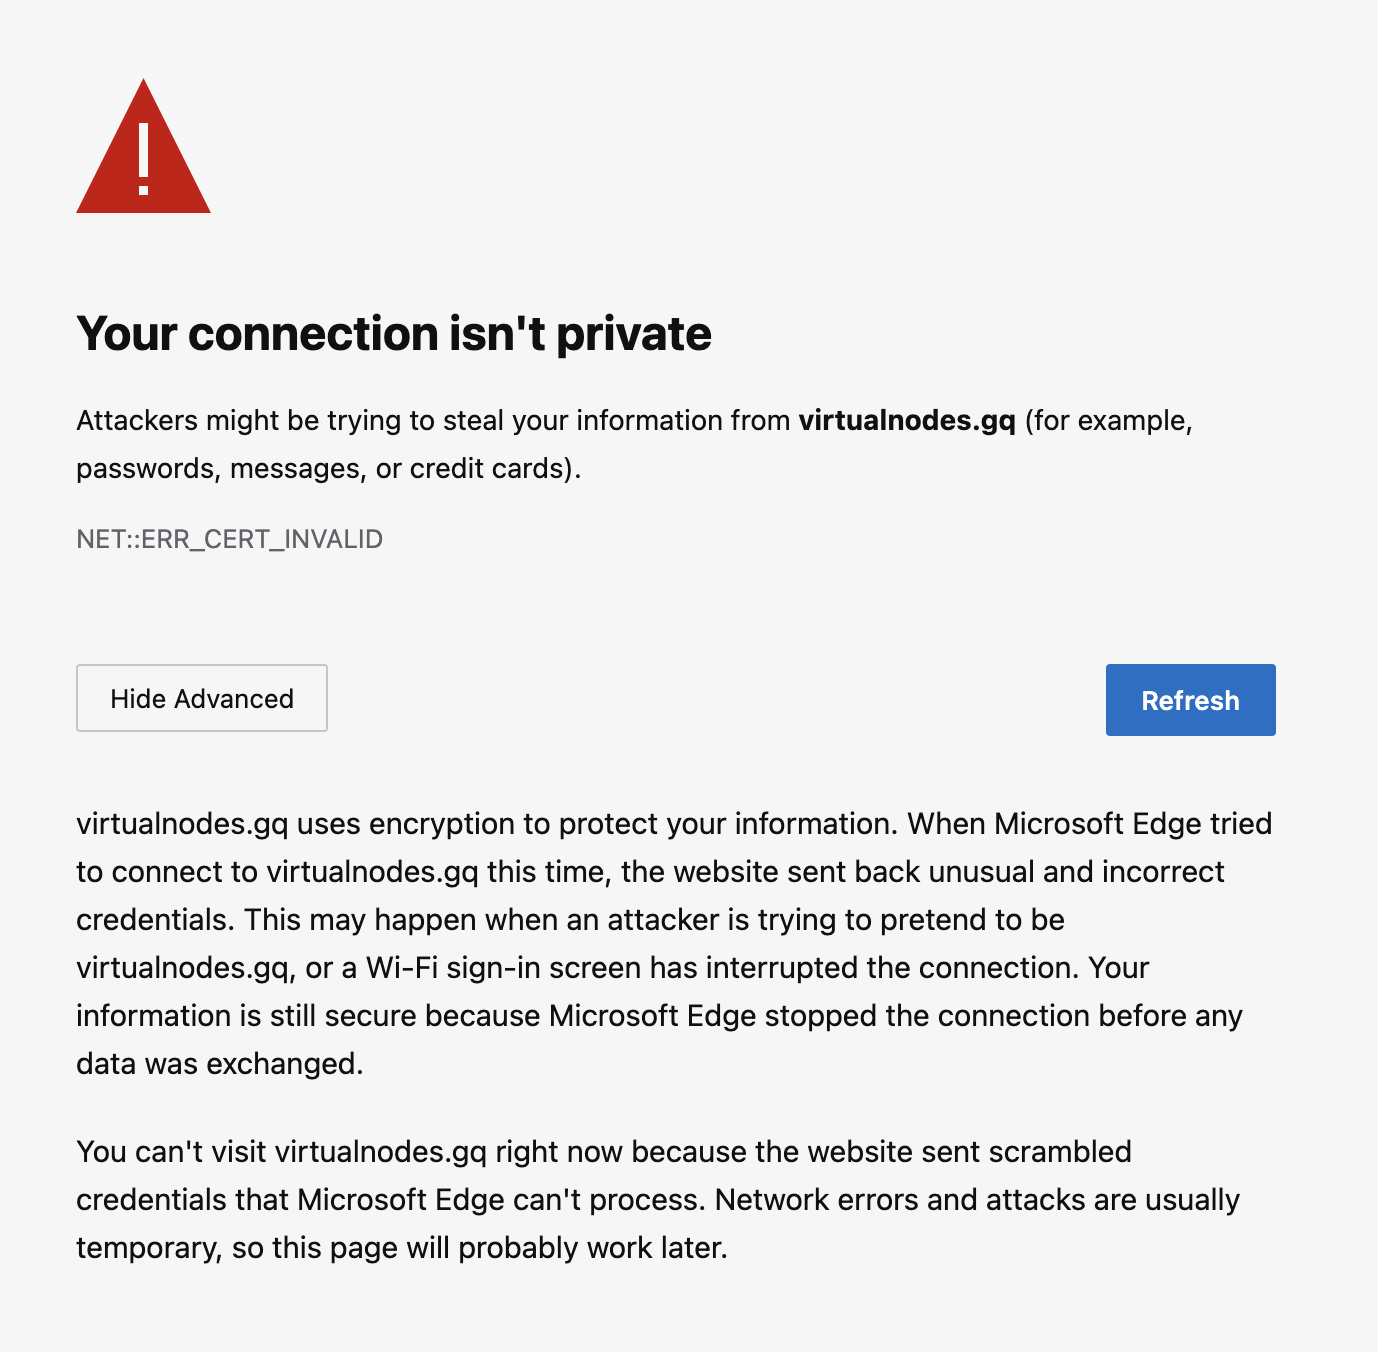 !
Your connection isn't private
Attackers might be trying to steal your information from virtualnodes.gq (for example,
passwords, messages, or credit cards).
NET::ERR_CERT_INVALID
Hide Advanced
Refresh
virtualnodes.gq uses encryption to protect your information. When Microsoft Edge tried
to connect to virtualnodes.gq this time, the website sent back unusual and incorrect
credentials. This may happen when an attacker is trying to pretend to be
virtualnodes.gq, or a Wi-Fi sign-in screen has interrupted the connection. Your
information is still secure because Microsoft Edge stopped the connection before any
data was exchanged.
You can't visit virtualnodes.gq right now because the website sent scrambled
credentials that Microsoft Edge can't process. Network errors and attacks are usually
temporary, so this page will probably work later.